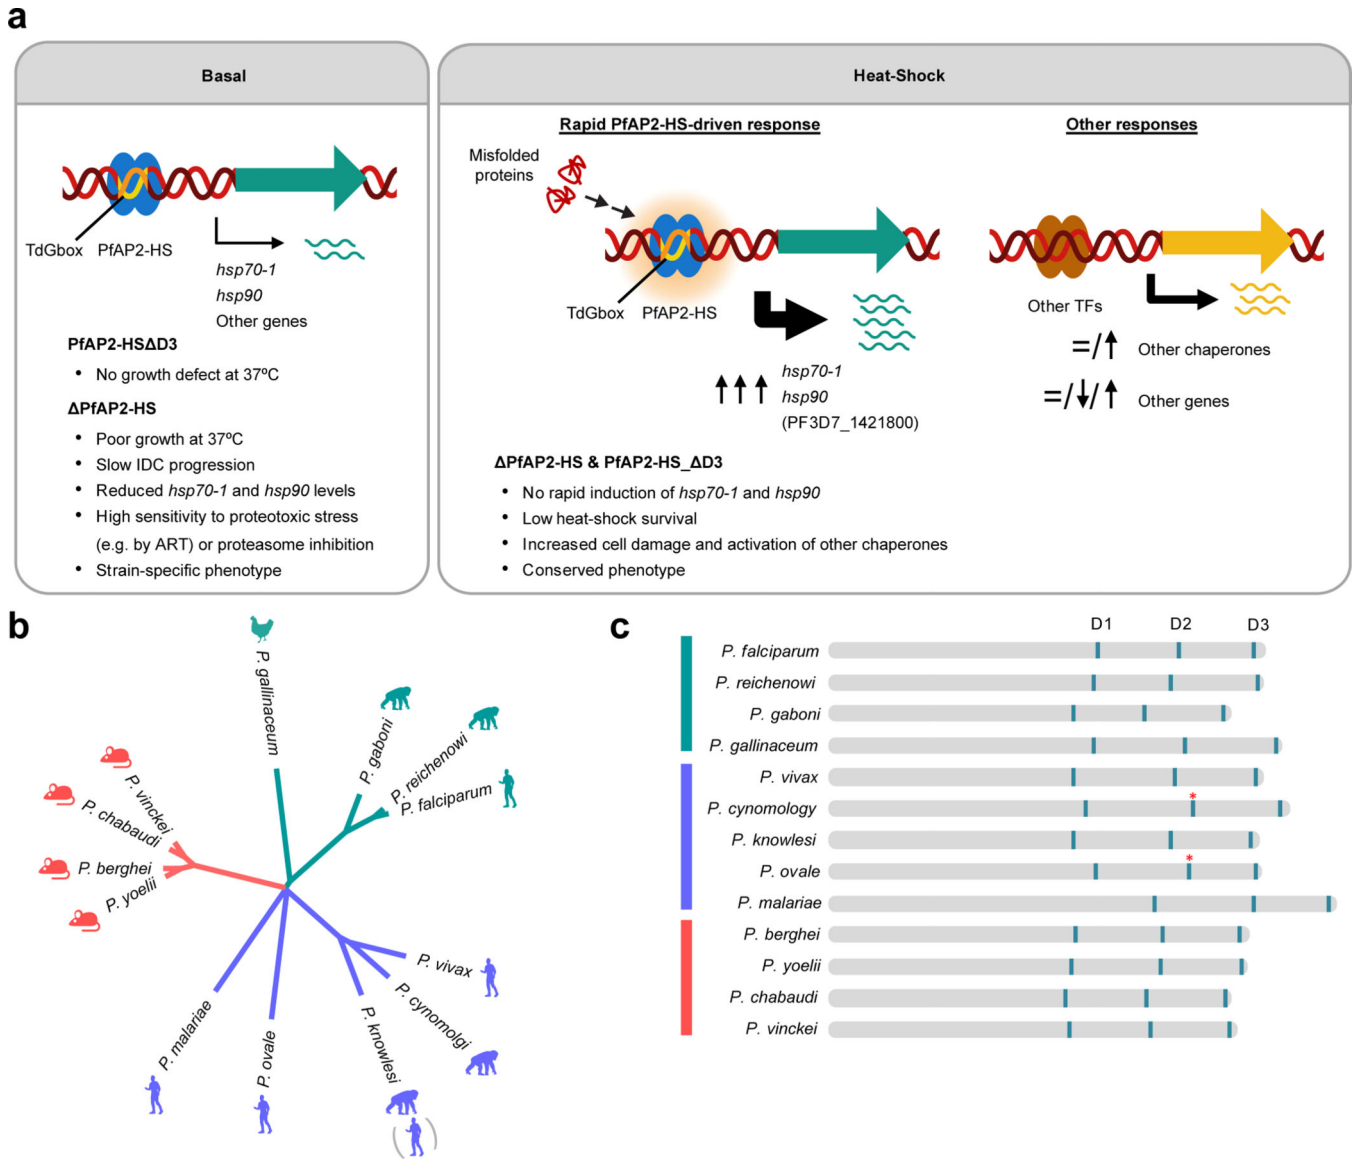 a
Basal
TdGbox
PfAP2-HS
hsp70-1
hsp90
Other genes
PfAP2-HSΔD3
• No growth defect at 37ºC
ΔPfAP2-HS
• Poor growth at 37ºC
• Slow IDC progression
• Reduced hsp70-1 and hsp90 levels
• High sensitivity to proteotoxic stress
(e.g. by ART) or proteasome inhibition
• Strain-specific phenotype
Heat-Shock
Rapid PfAP2-HS-driven response
Misfolded
proteins
TdGbox
PfAP2-HS
hsp70-1
hsp90
(PF3D7_1421800)
Other responses
Other TFs
=/↑ Other chaperones
=/↓/↑ Other genes
ΔPfAP2-HS & PfAP2-HS_ΔD3
• No rapid induction of hsp70-1 and hsp90
• Low heat-shock survival
• Increased cell damage and activation of other chaperones
• Conserved phenotype
b
P. gallinaceum
P. gaboni
P. reichenowi
P. falciparum
P. vinckei
P. chabaudi
P. berghei
P. yoelii
P. vivax
P. cynomolgi
P. knowlesi
P. ovale
P. malariae
( )
c
D1 D2 D3
P. falciparum
P. reichenowi
P. gaboni
P. gallinaceum
P. vivax
P. cynomology
*
P. knowlesi
P. ovale
*
P. malariae
P. berghei
P. yoelii
P. chabaudi
P. vinckei